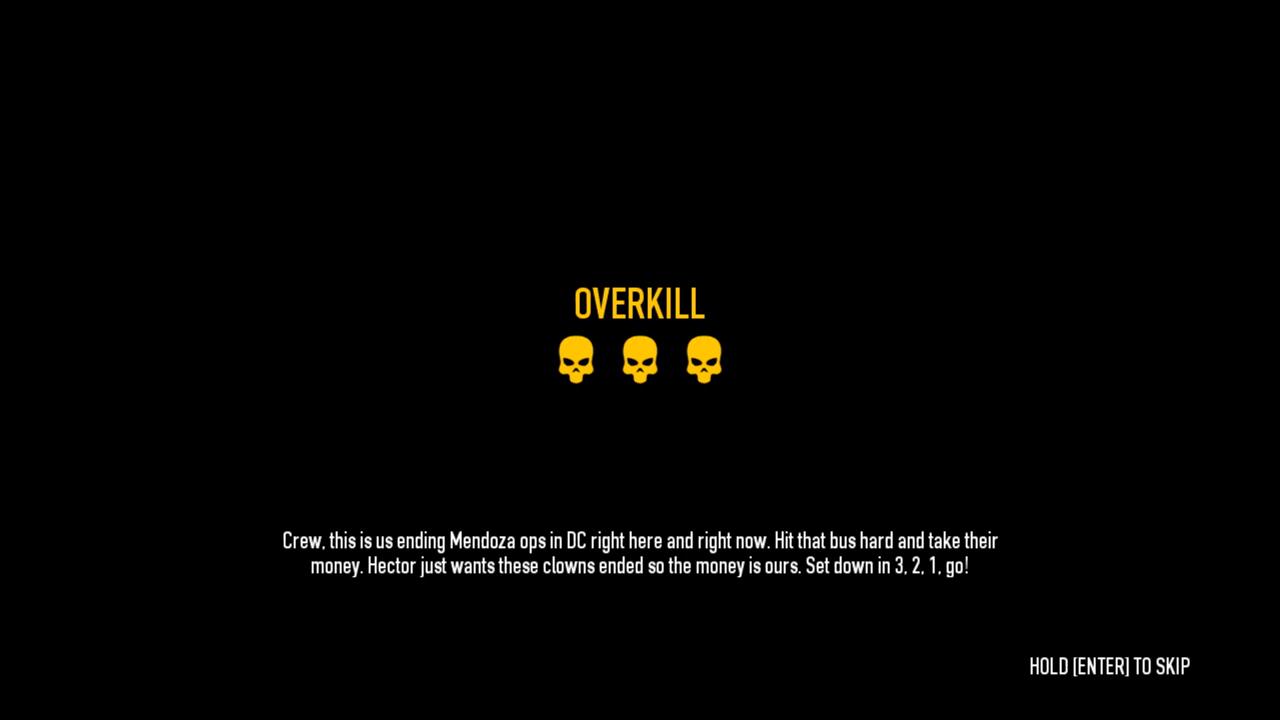 OVERKILL
Crew, this is us ending Mendoza ops in DC right here and right now. Hit that bus hard and take their
money. Hector just wants these clowns ended so the money is ours. Set down in 3, 2, 1, go!
HOLD [ENTER] TO SKIP